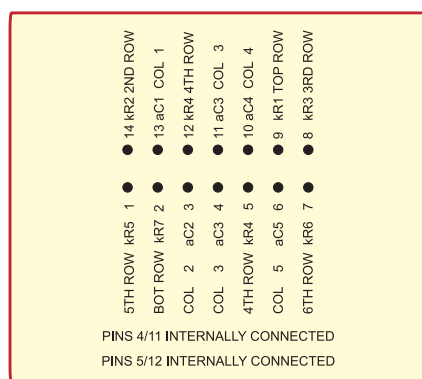 14 kR2 2ND ROW
13 aC1 COL 1
12 kR4 4TH ROW
11 aC3 COL 3
10 aC4 COL 4
9 kR1 TOP ROW
8 kR3 3RD ROW
5TH ROW kR5 1
BOT ROW kR7 2
COL 2 aC2 3
COL 3 aC3 4
4TH ROW kR4 5
COL 5 aC5 6
6TH ROW kR6 7
PINS 4/11 INTERNALLY CONNECTED
PINS 5/12 INTERNALLY CONNECTED